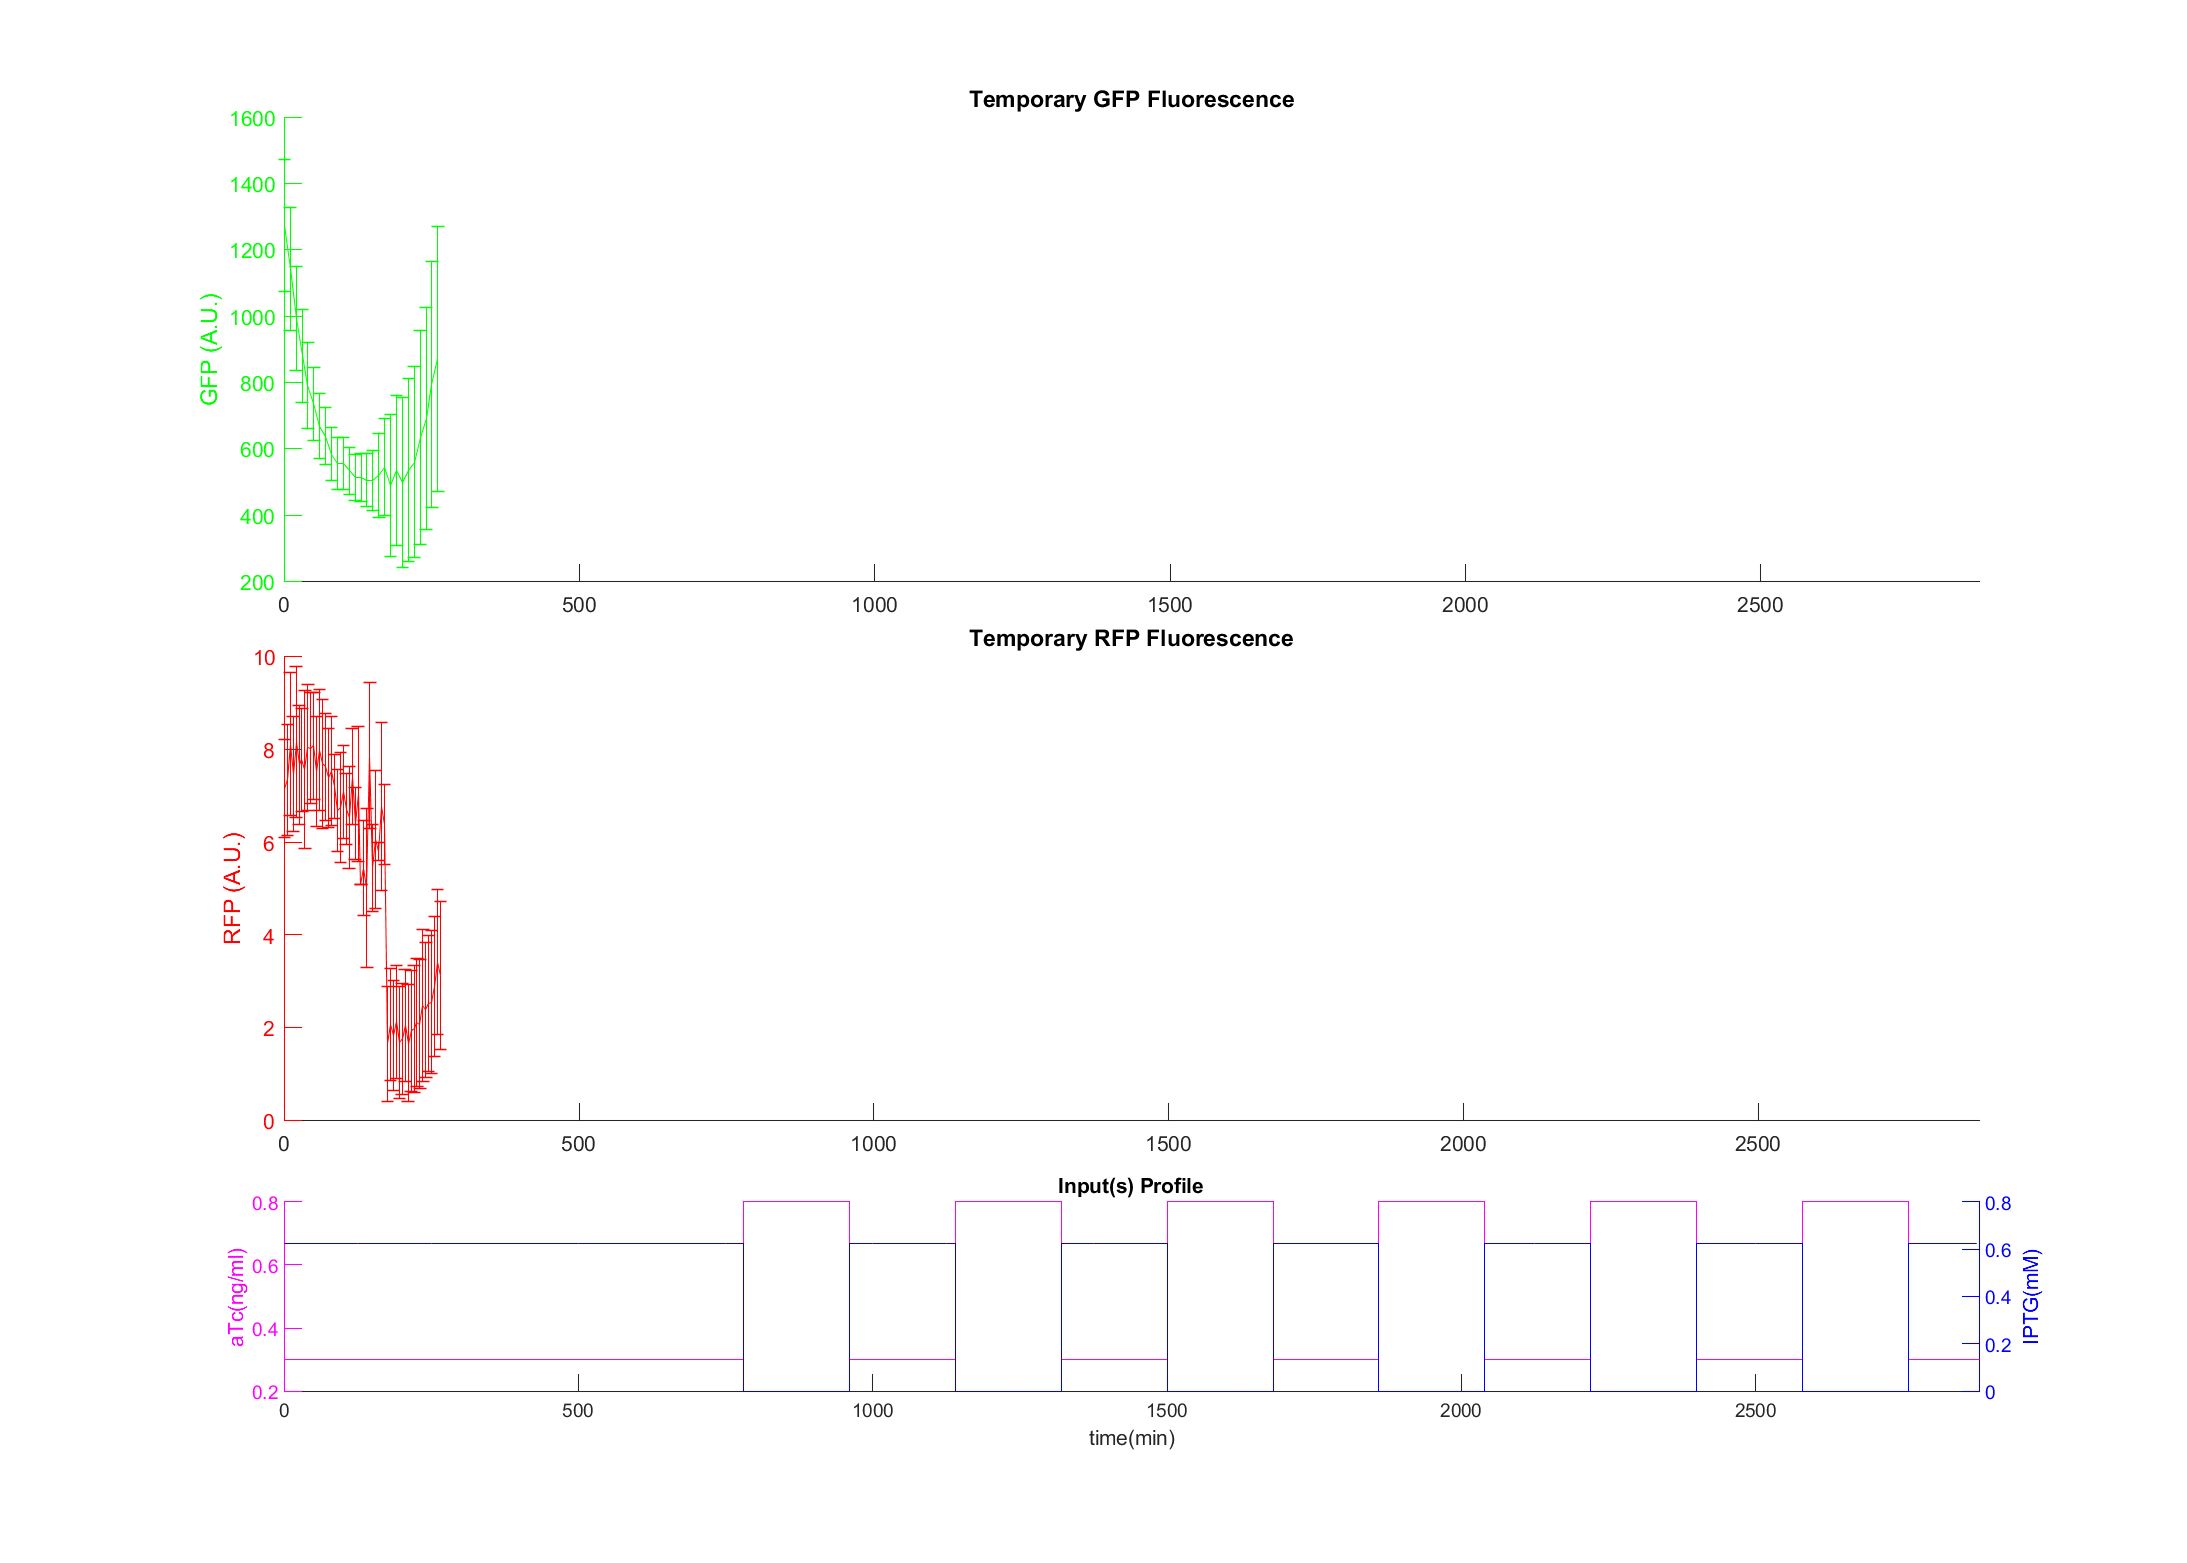 Temporary GFP Fluorescence
1600
1400
1200
1000
800
600
400
200
GFP (A.U.)
0 500 1000 1500 2000 2500
Temporary RFP Fluorescence
10
8
6
4
2
0
RFP (A.U.)
0 500 1000 1500 2000 2500
Input(s) Profile
0.8
0.6
0.4
0.2
aTc(ng/ml)
0.8
0.6
0.4
0.2
0
IPTG(mM)
0 500 1000 1500 2000 2500
time(min)